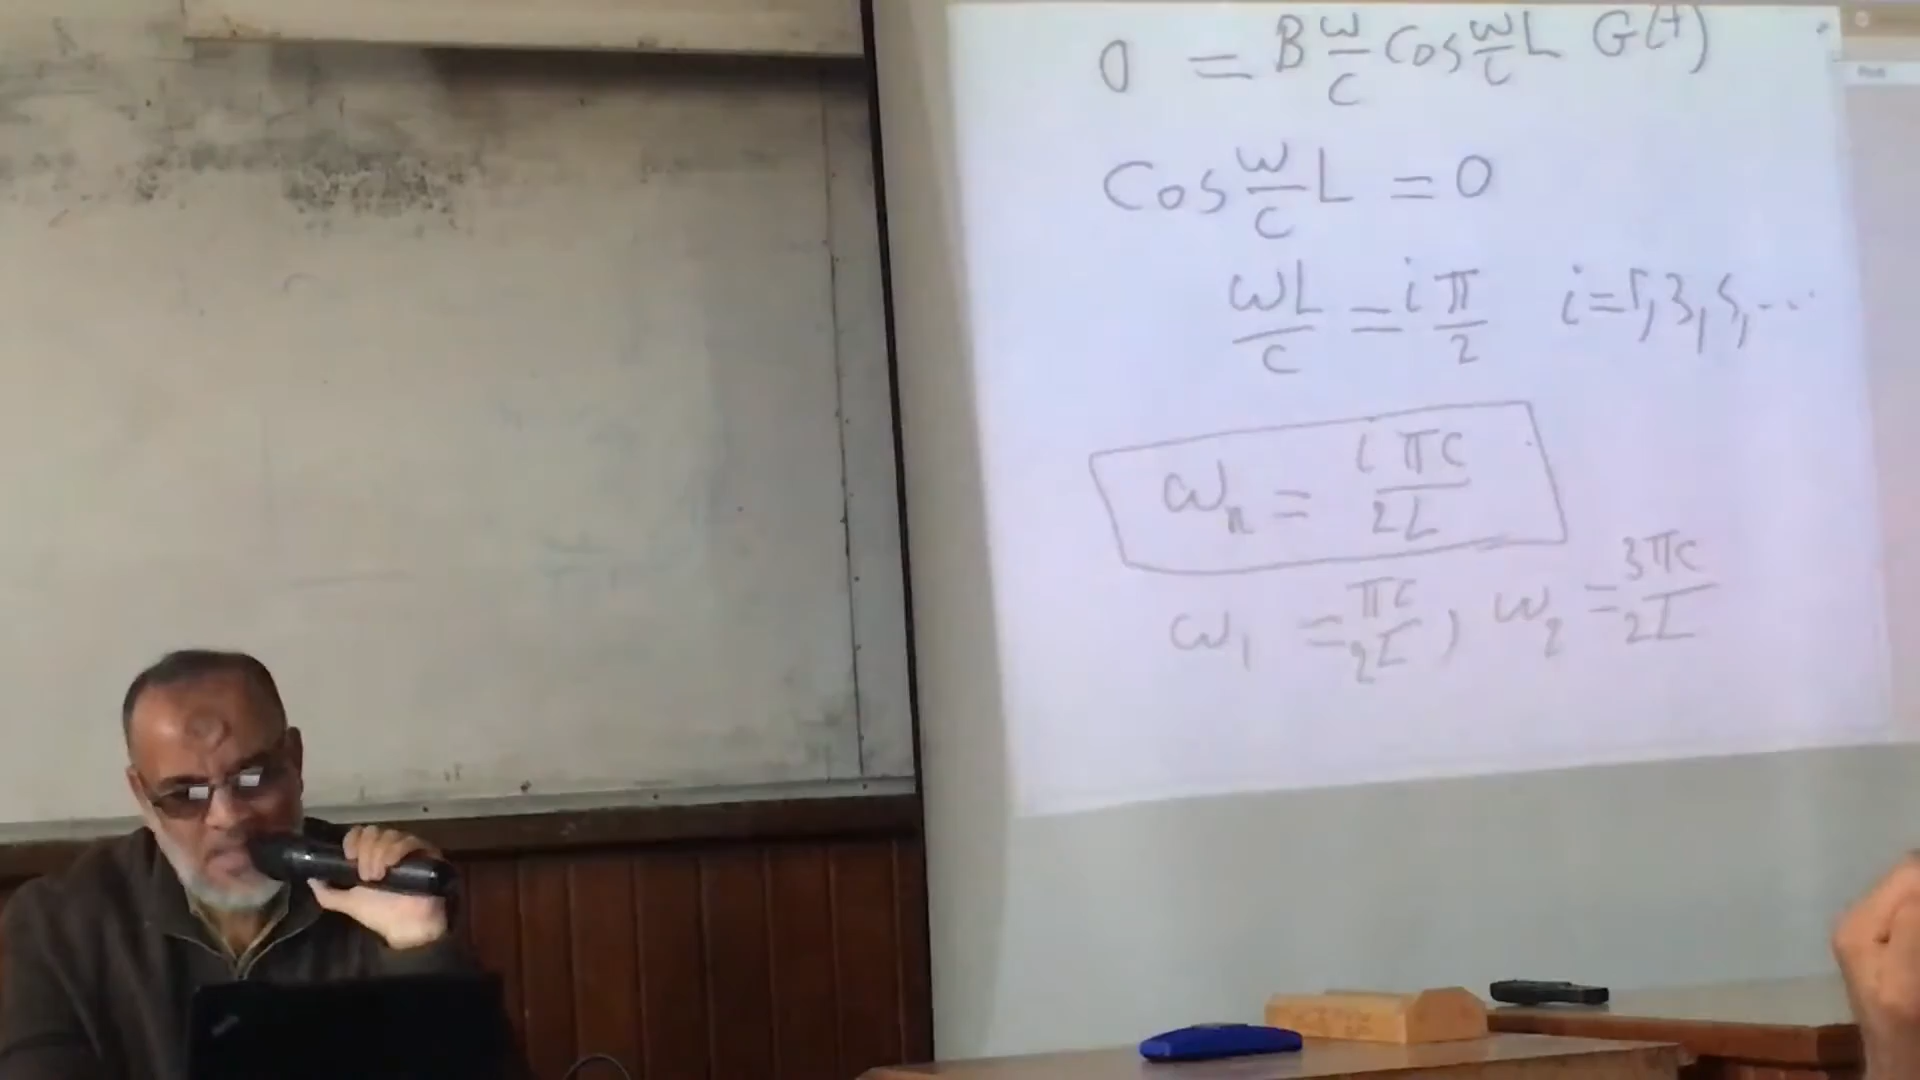 0 = B ω/c Cos ω/c L G(t)
Cos ω/c L = 0
ωL/c = i π/2 i = 1, 3, 5, ...
ωn = iπc/2L
ω1 = πc/2L , ω2 = 3πc/2L